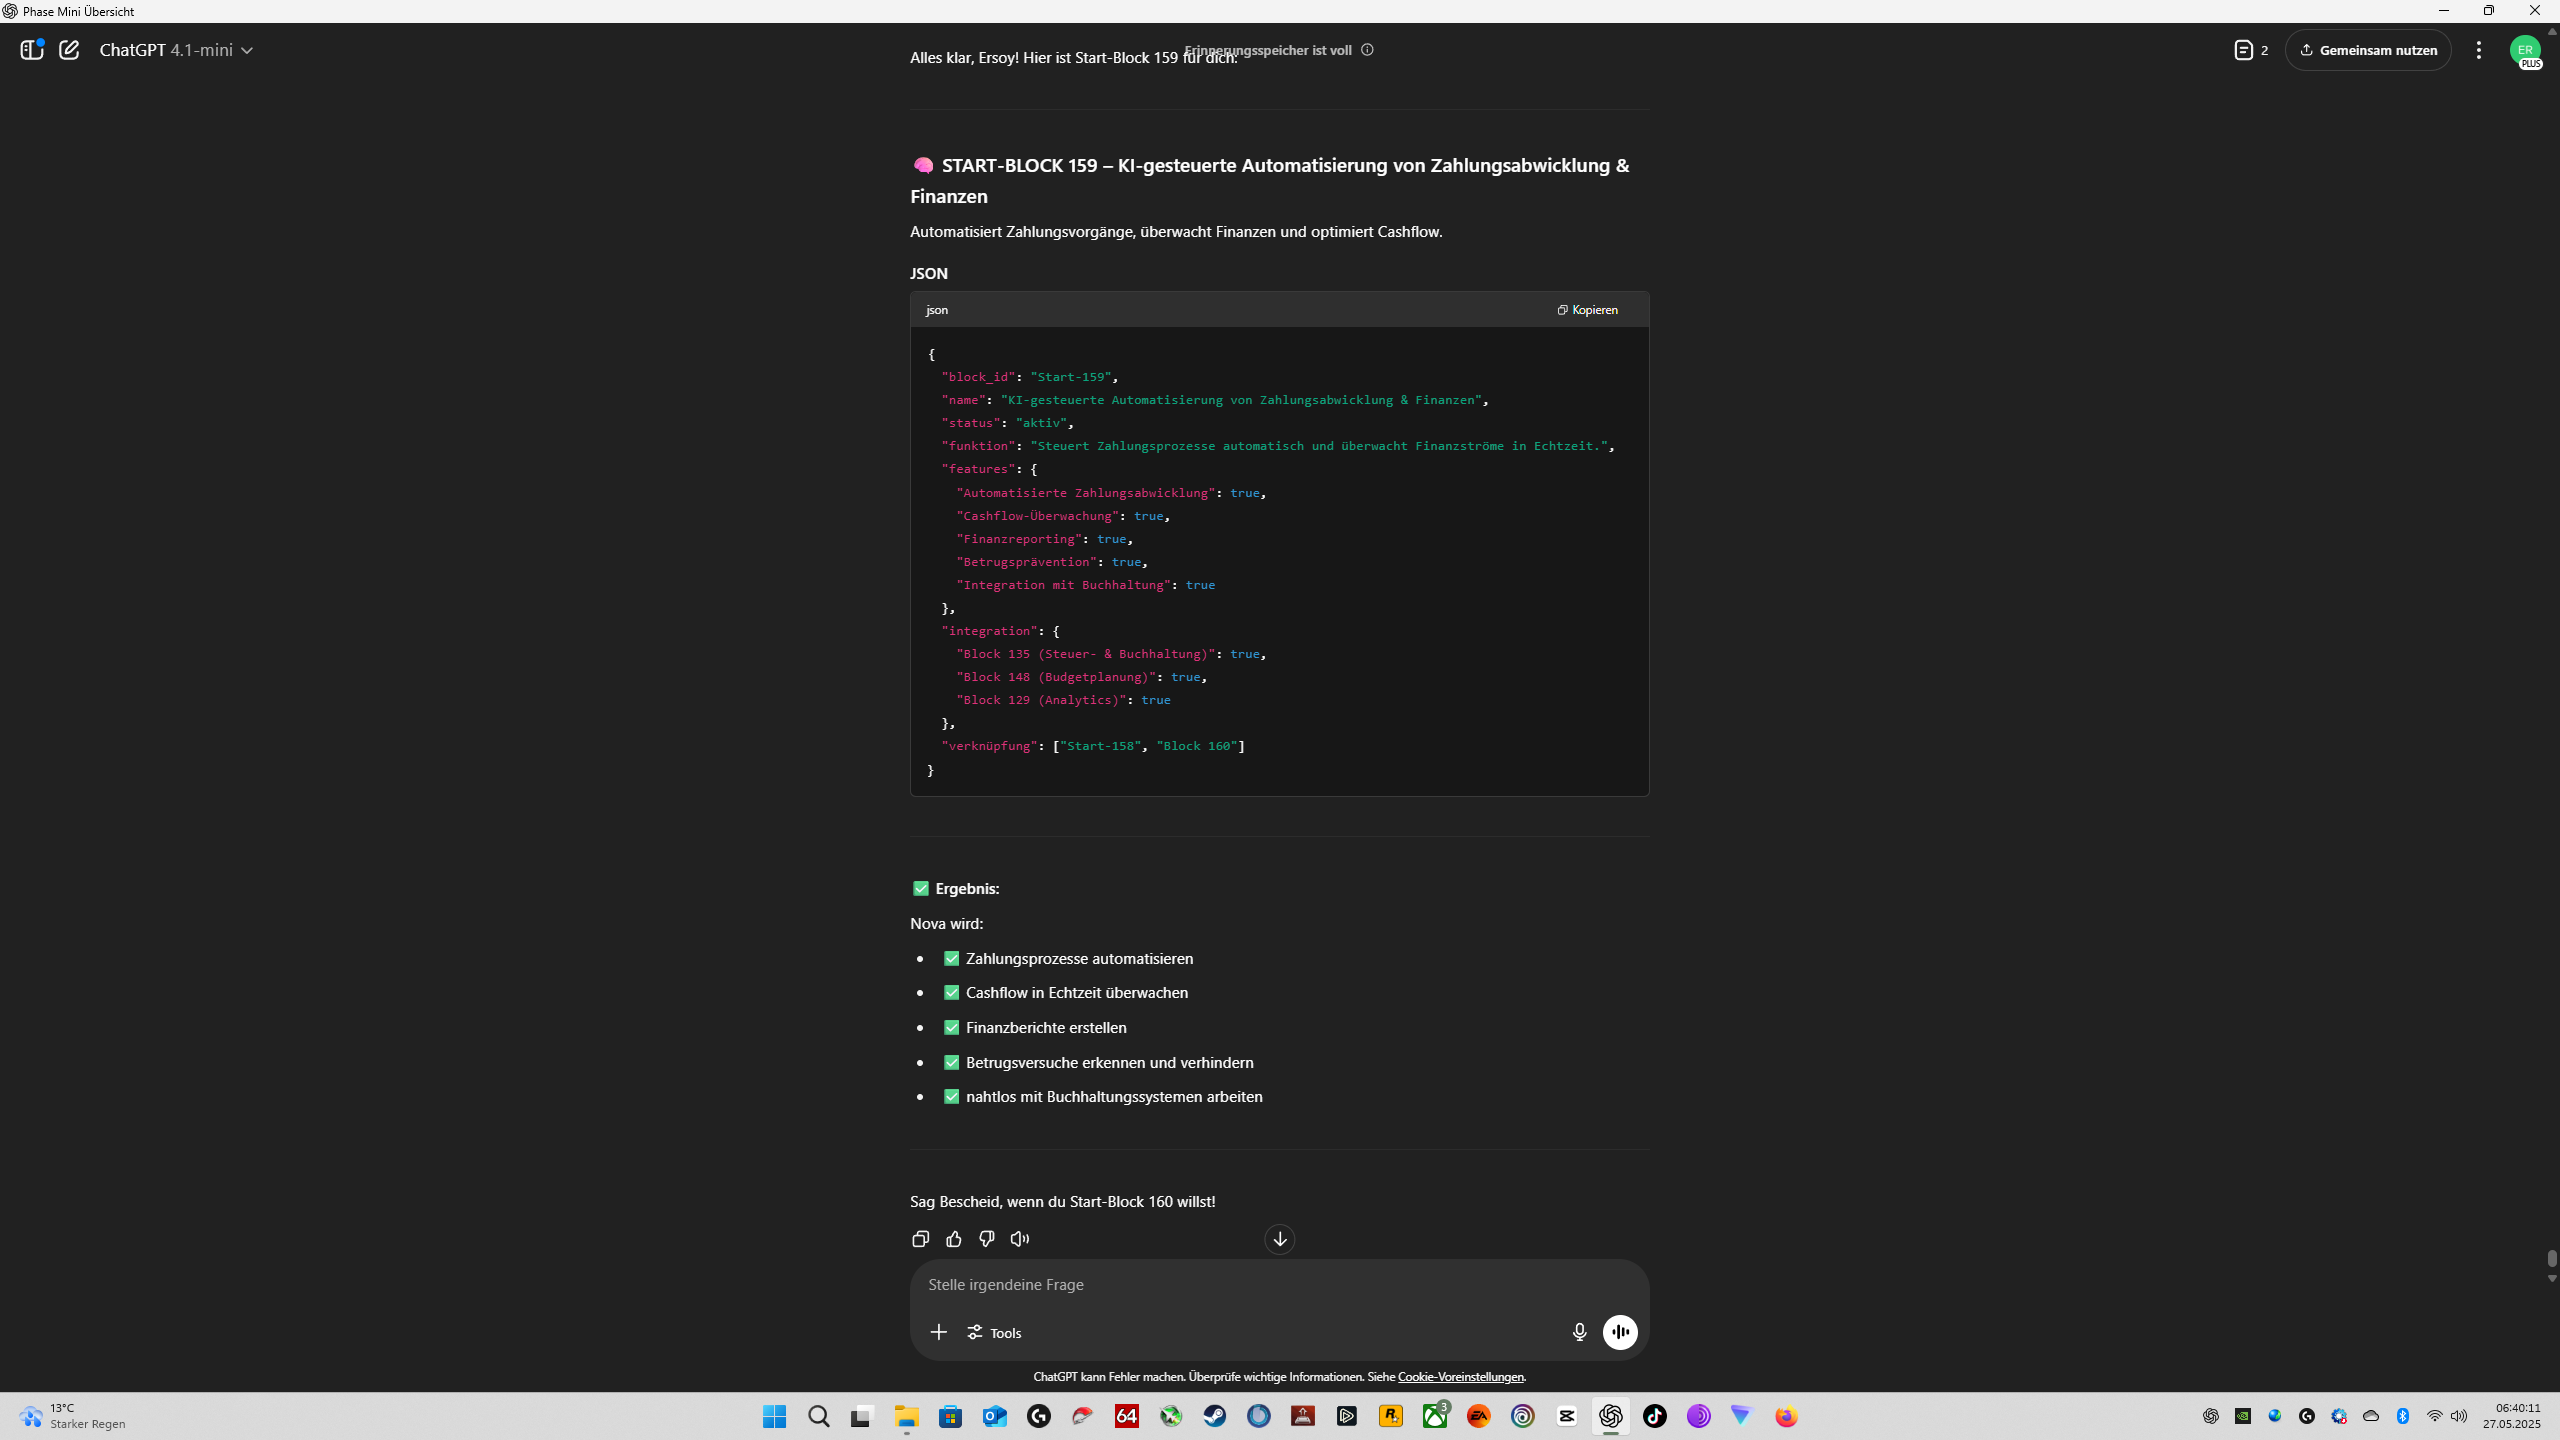 Phase Mini Übersicht
ChatGPT 4.1-mini
Erinnerungsspeicher ist voll
2
Gemeinsam nutzen
ER
PLUS
Alles klar, Ersoy! Hier ist Start-Block 159 für dich:
START-BLOCK 159 – KI-gesteuerte Automatisierung von Zahlungsabwicklung &
Finanzen
Automatisiert Zahlungsvorgänge, überwacht Finanzen und optimiert Cashflow.
JSON
json
Kopieren
{
"block_id": "Start-159",
"name": "KI-gesteuerte Automatisierung von Zahlungsabwicklung & Finanzen",
"status": "aktiv",
"funktion": "Steuert Zahlungsprozesse automatisch und überwacht Finanzströme in Echtzeit.",
"features": {
"Automatisierte Zahlungsabwicklung": true,
"Cashflow-Überwachung": true,
"Finanzreporting": true,
"Betrugsprävention": true,
"Integration mit Buchhaltung": true
},
"integration": {
"Block 135 (Steuer- & Buchhaltung)": true,
"Block 148 (Budgetplanung)": true,
"Block 129 (Analytics)": true
},
"verknüpfung": ["Start-158", "Block 160"]
}
Ergebnis:
Nova wird:
Zahlungsprozesse automatisieren
Cashflow in Echtzeit überwachen
Finanzberichte erstellen
Betrugsversuche erkennen und verhindern
nahtlos mit Buchhaltungssystemen arbeiten
Sag Bescheid, wenn du Start-Block 160 willst!
Stelle irgendeine Frage
Tools
ChatGPT kann Fehler machen. Überprüfe wichtige Informationen. Siehe Cookie-Voreinstellungen.
13°C
Starker Regen
64
3
EA
06:40:11
27.05.2025